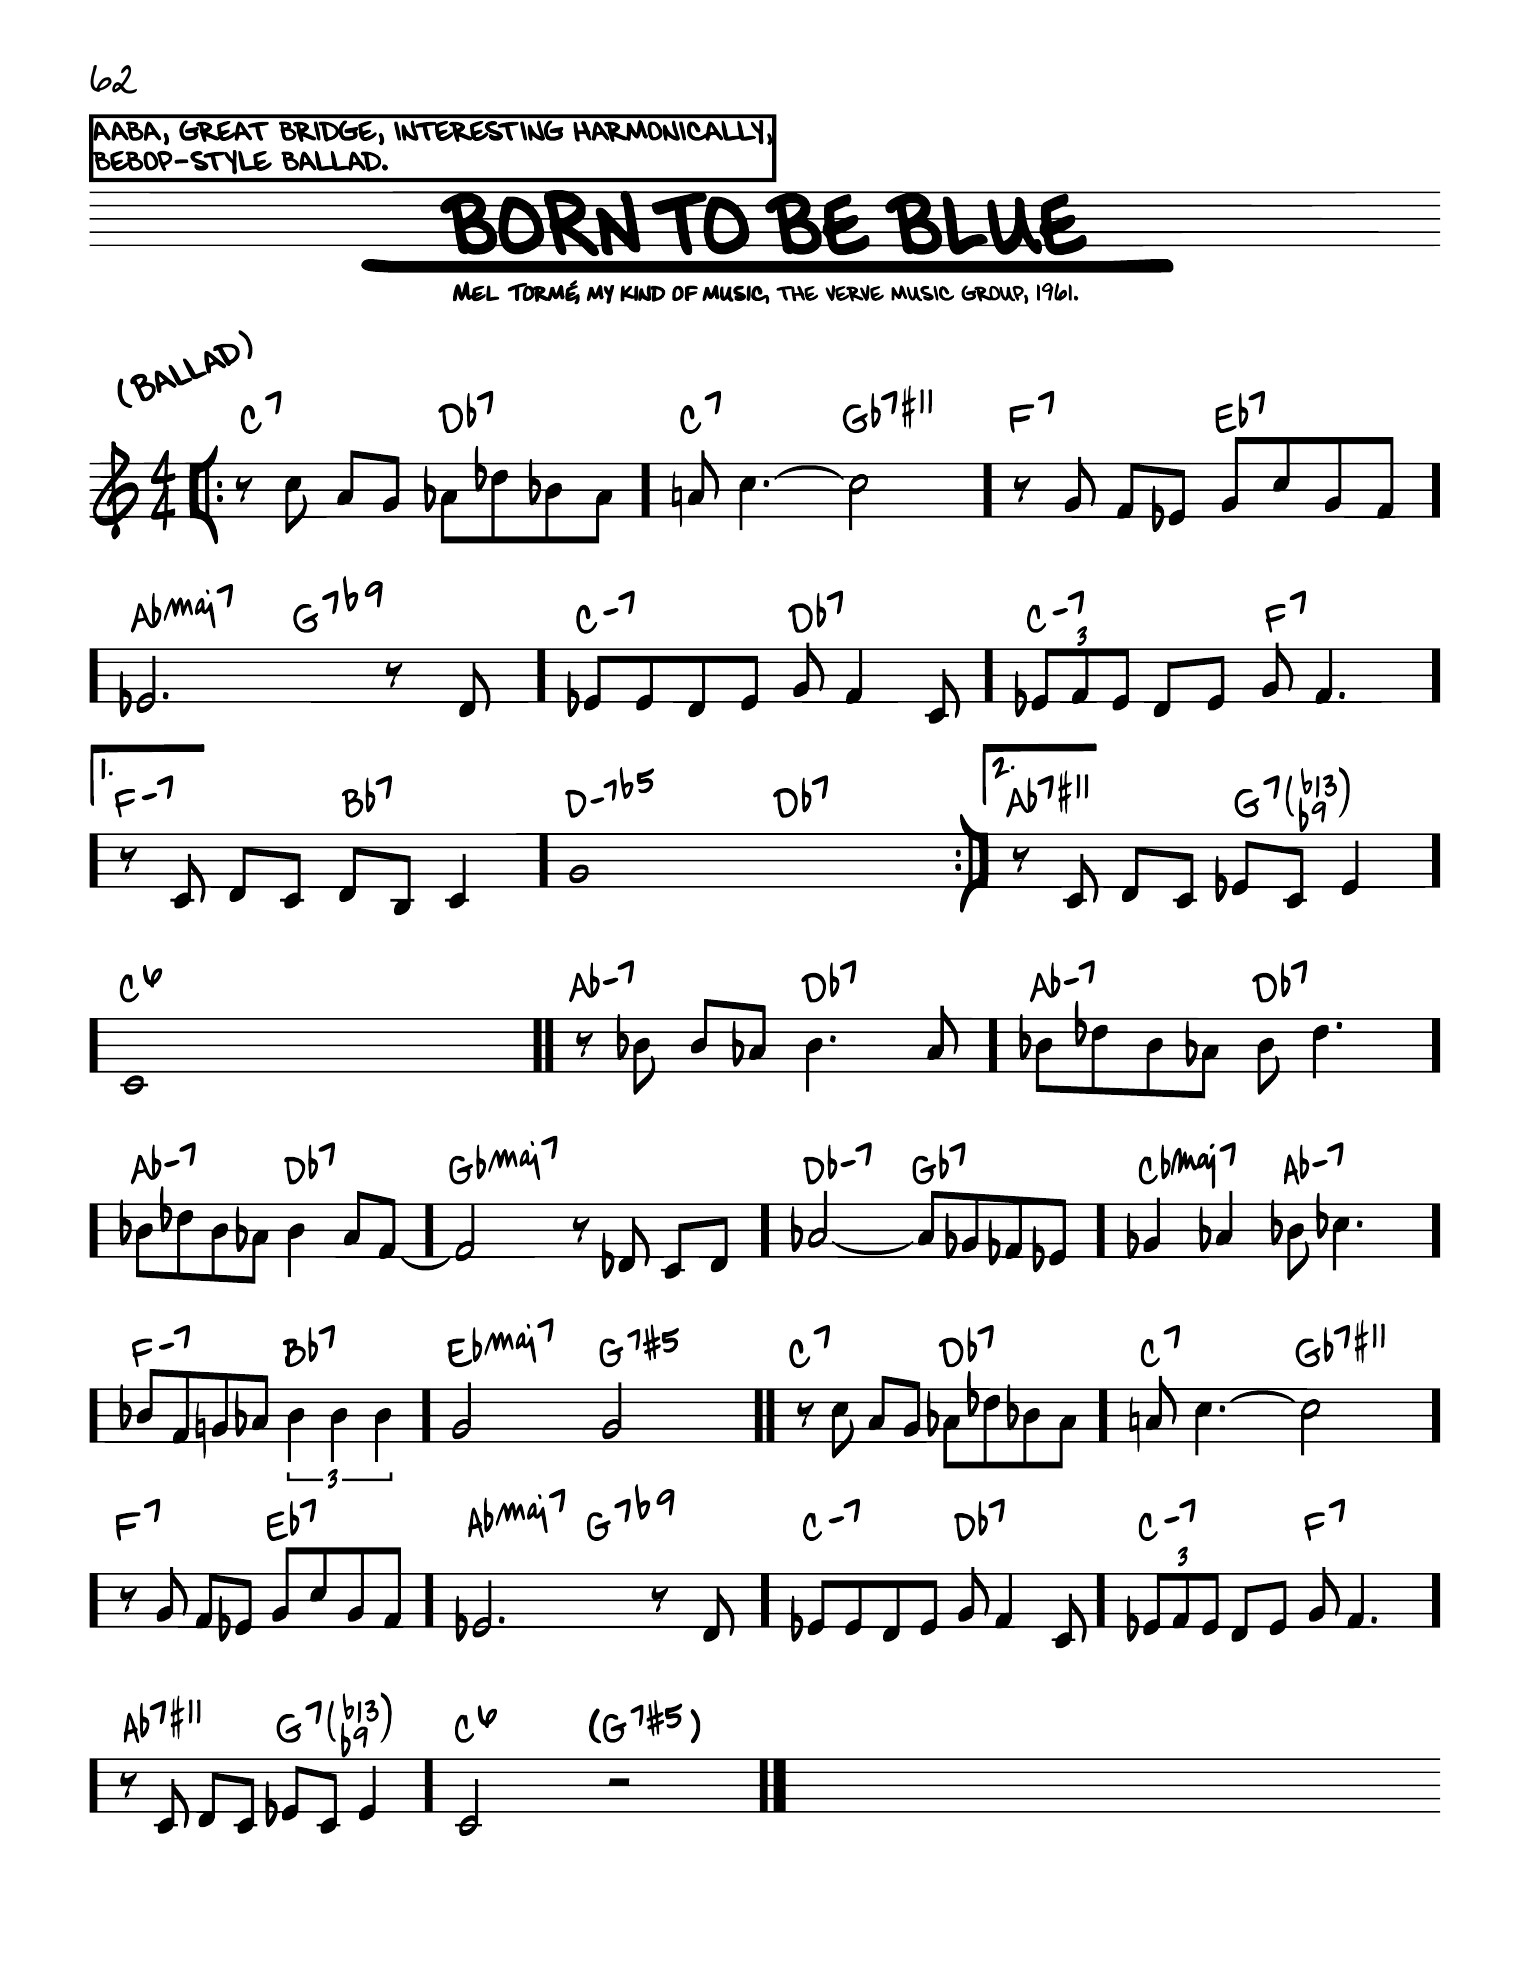 62
AABA, GREAT BRIDGE, INTERESTING HARMONICALLY,
BEBOP-STYLE BALLAD.
BORN TO BE BLUE
MEL TORMÉ, MY KIND OF MUSIC, THE VERVE MUSIC GROUP, 1961.
(BALLAD)
C7 Db7 C7 Gb7#11 F7 Eb7
4 4
Abmaj7 G7b9 C-7 Db7 C-7 F7
3
1. 2.
F-7 Bb7 D-7b5 Db7 Ab7#11 G7(b13 b9)
C6 Ab-7 Db7 Ab-7 Db7
Ab-7 Db7 Gbmaj7 Db-7 Gb7 Cbmaj7 Ab-7
F-7 Bb7 Ebmaj7 G7#5 C7 Db7 C7 Gb7#11
3
F7 Eb7 Abmaj7 G7b9 C-7 Db7 C-7 F7
3
Ab7#11 G7(b13 b9) C6 (G7#5)